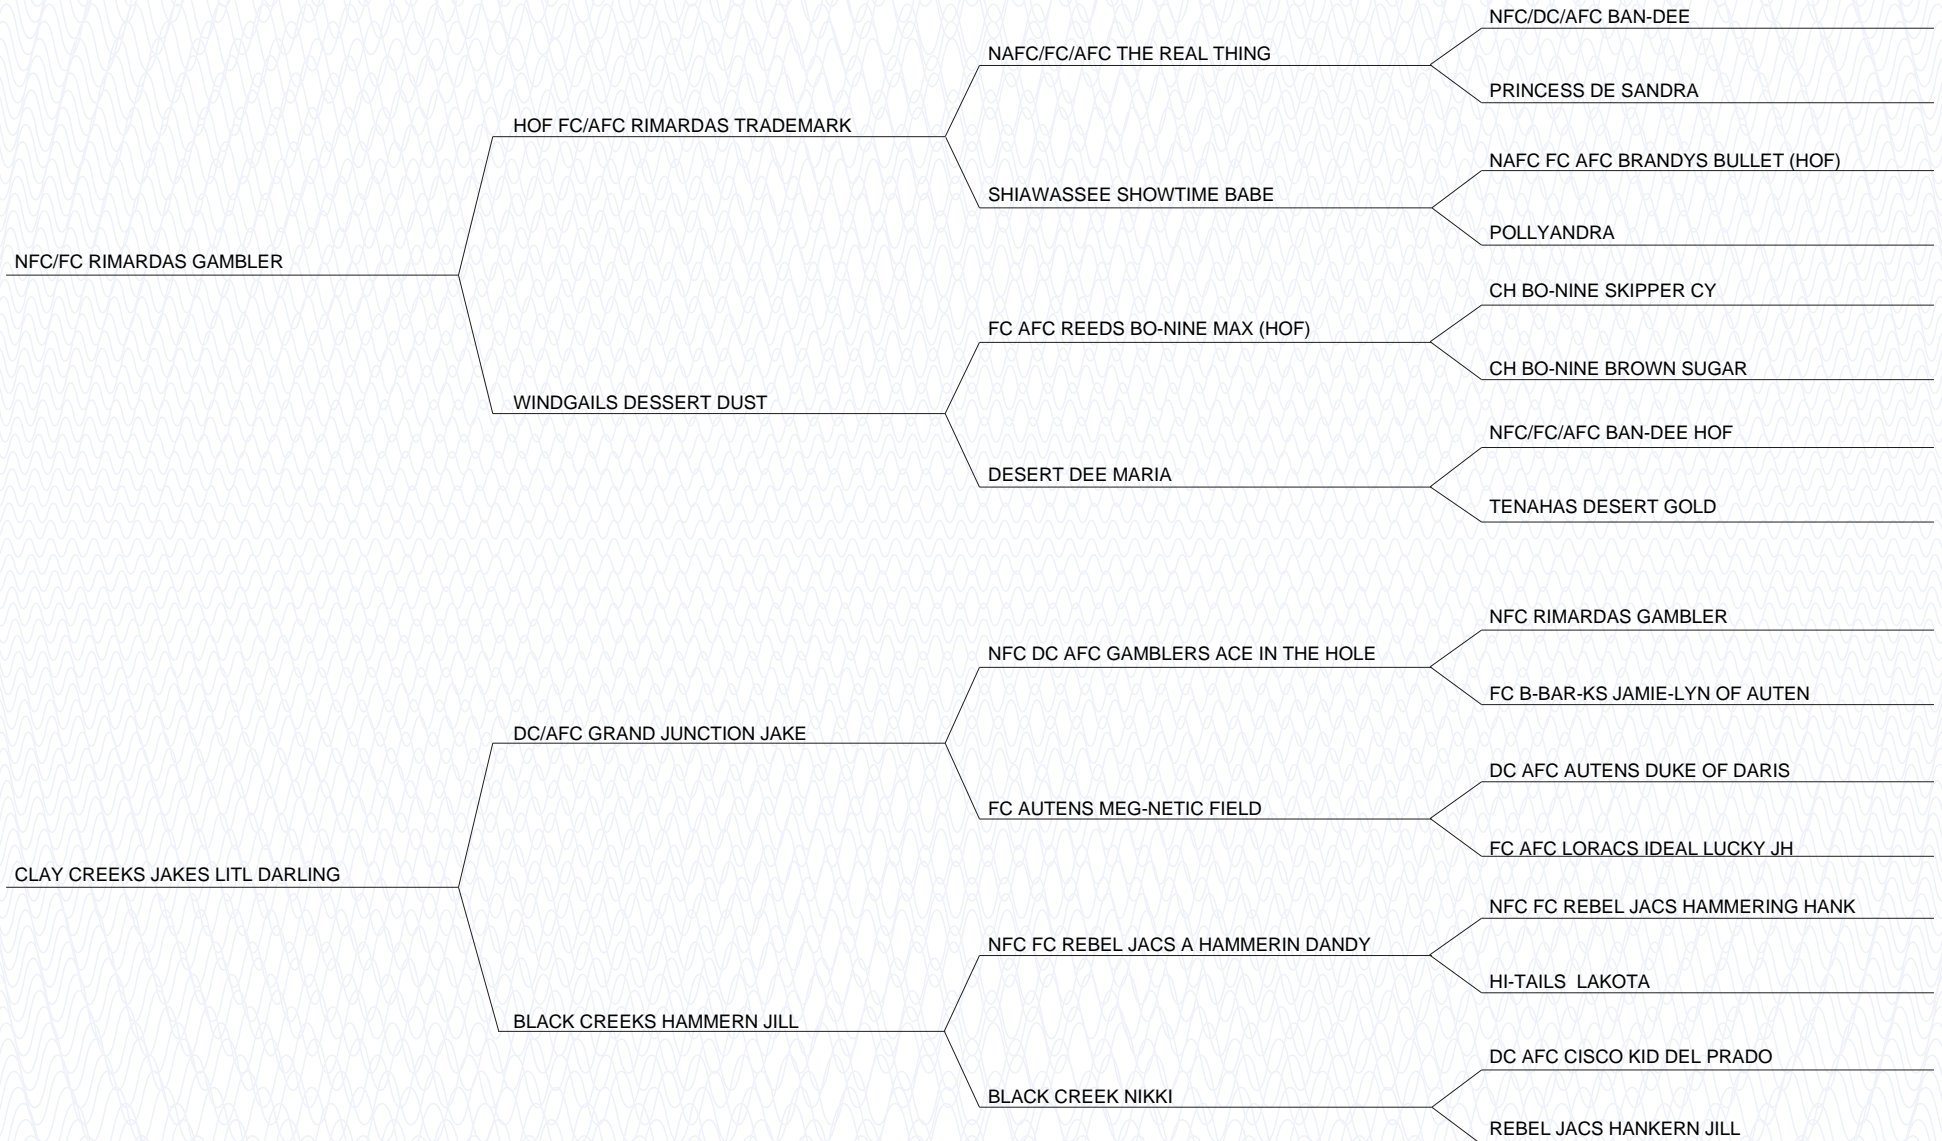 NFC/DC/AFC BAN-DEE
NAFC/FC/AFC THE REAL THING
PRINCESS DE SANDRA
HOF FC/AFC RIMARDAS TRADEMARK
NAFC FC AFC BRANDYS BULLET (HOF)
SHIAWASSEE SHOWTIME BABE
POLLYANDRA
NFC/FC RIMARDAS GAMBLER
CH BO-NINE SKIPPER CY
FC AFC REEDS BO-NINE MAX (HOF)
CH BO-NINE BROWN SUGAR
WINDGAILS DESSERT DUST
NFC/FC/AFC BAN-DEE HOF
DESERT DEE MARIA
TENAHAS DESERT GOLD
NFC RIMARDAS GAMBLER
NFC DC AFC GAMBLERS ACE IN THE HOLE
FC B-BAR-KS JAMIE-LYN OF AUTEN
DC/AFC GRAND JUNCTION JAKE
DC AFC AUTENS DUKE OF DARIS
FC AUTENS MEG-NETIC FIELD
FC AFC LORACS IDEAL LUCKY JH
CLAY CREEKS JAKES LITL DARLING
NFC FC REBEL JACS HAMMERING HANK
NFC FC REBEL JACS A HAMMERIN DANDY
HI-TAILS  LAKOTA
BLACK CREEKS HAMMERN JILL
DC AFC CISCO KID DEL PRADO
BLACK CREEK NIKKI
REBEL JACS HANKERN JILL